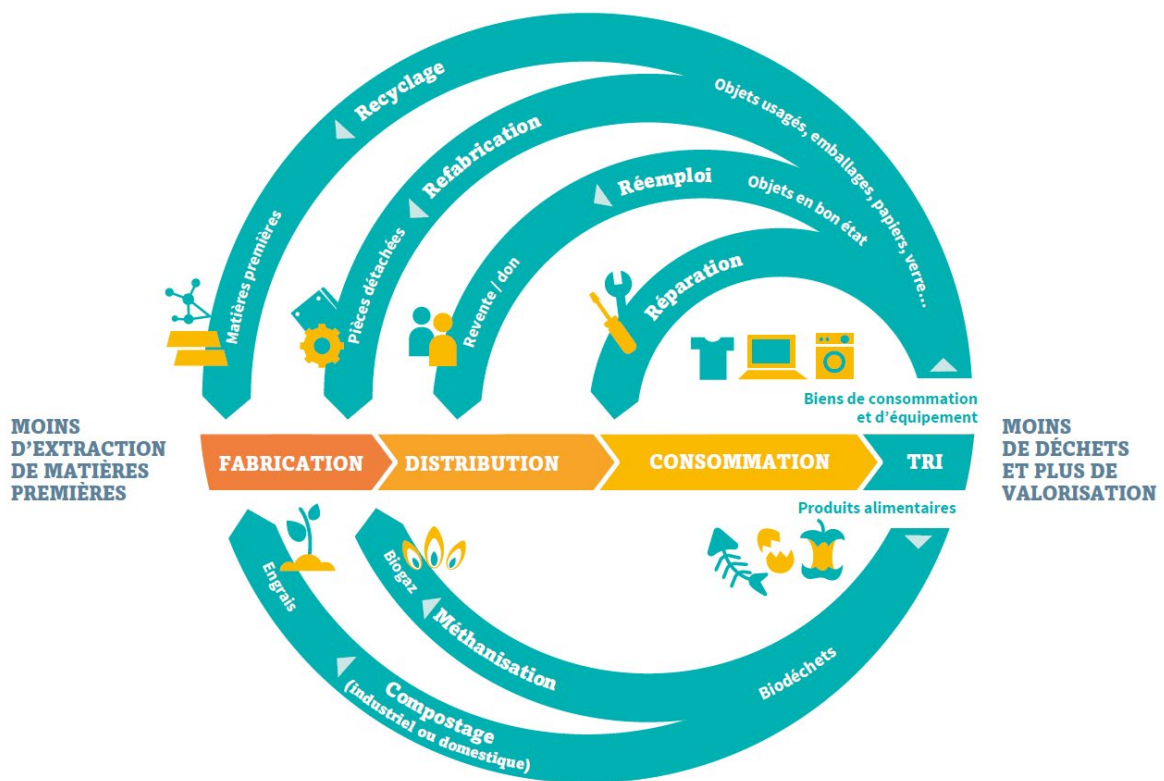 Recyclage
Objets usagés, emballages, papiers, verre...
Refabrication
Réemploi
Objets en bon état
Réparation
Matières premières
Pièces détachées
Revente / don
Biens de consommation
et d'équipement
MOINS
D'EXTRACTION
DE MATIÈRES
PREMIÈRES
FABRICATION
DISTRIBUTION
CONSOMMATION
TRI
MOINS
DE DÉCHETS
ET PLUS DE
VALORISATION
Produits alimentaires
Engrais
Biogaz
Méthanisation
Biodéchets
Compostage
(industriel ou domestique)